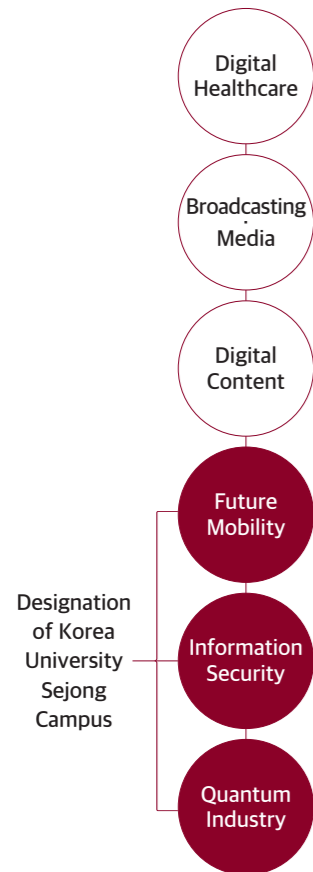 Digital
Healthcare
Broadcasting
·
Media
Digital
Content
Future
Mobility
Designation
of Korea
University
Sejong
Campus
Information
Security
Quantum
Industry